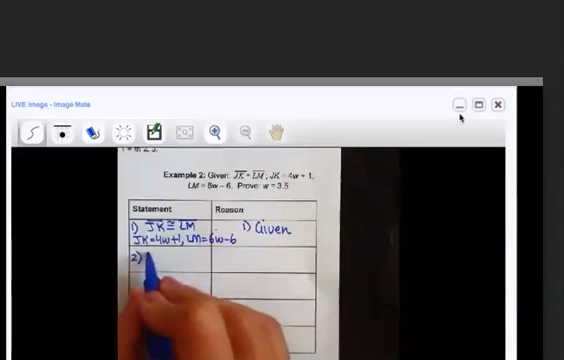 LIVE Image - Image Mate
Example 2: Given: JK ≅ LM, JK = 4w + 1,
LM = 6w − 6, Prove: w = 3.5
Statement Reason
1) JK ≅ LM 1) Given
JK=4w+1, LM=6w-6
2)